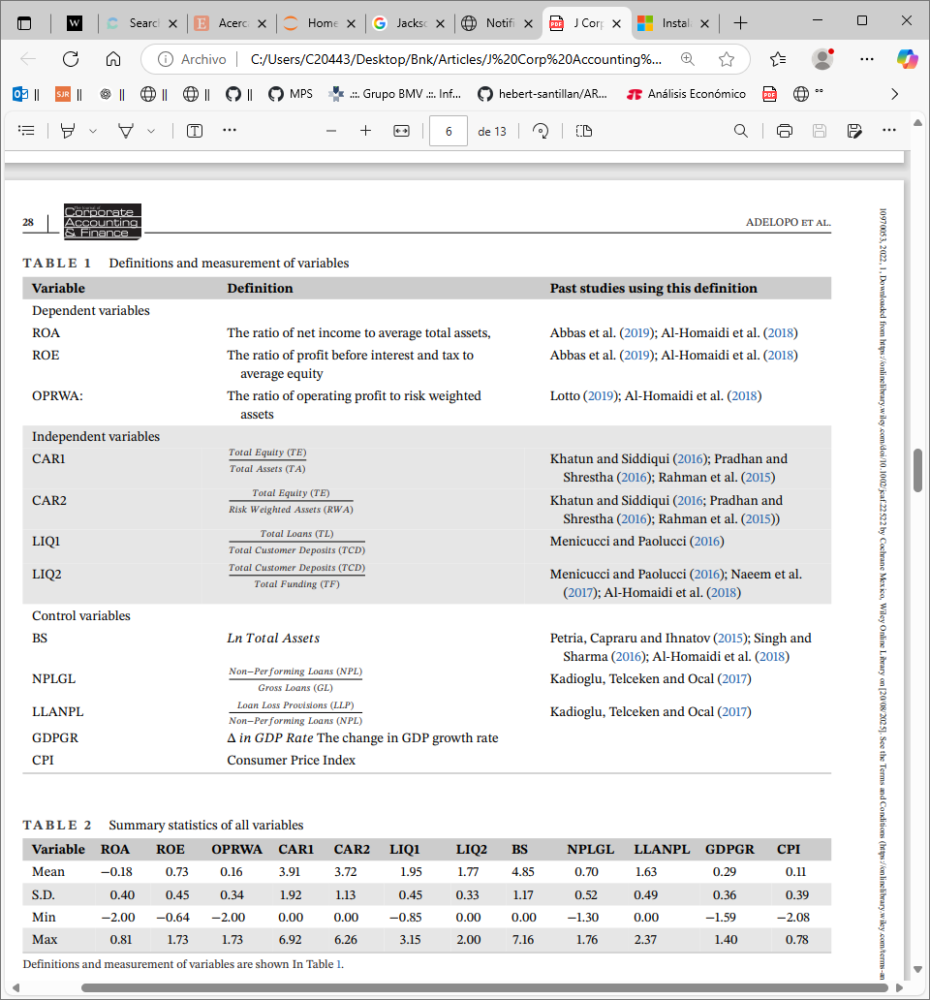 W Searc Acerc Home Jackso Notifi J Corp Instal
Archivo C:/Users/C20443/Desktop/Bnk/Articles/J%20Corp%20Accounting%...
|| SJR || || || || || MPS .::. Grupo BMV .::. Inf... hebert-santillan/AR... Análisis Económico PDF °°
6 de 13
28
The Journal of
Corporate
Accounting
& Finance
ADELOPO ET AL.
TABLE 1 Definitions and measurement of variables
Variable Definition Past studies using this definition
Dependent variables
ROA The ratio of net income to average total assets, Abbas et al. (2019); Al-Homaidi et al. (2018)
ROE The ratio of profit before interest and tax to Abbas et al. (2019); Al-Homaidi et al. (2018)
average equity
OPRWA: The ratio of operating profit to risk weighted Lotto (2019); Al-Homaidi et al. (2018)
assets
Independent variables
CAR1 Total Equity (TE) Khatun and Siddiqui (2016); Pradhan and
Total Assets (TA) Shrestha (2016); Rahman et al. (2015)
CAR2 Total Equity (TE) Khatun and Siddiqui (2016; Pradhan and
Risk Weighted Assets (RWA) Shrestha (2016); Rahman et al. (2015))
LIQ1 Total Loans (TL) Menicucci and Paolucci (2016)
Total Customer Deposits (TCD)
LIQ2 Total Customer Deposits (TCD) Menicucci and Paolucci (2016); Naeem et al.
Total Funding (TF) (2017); Al-Homaidi et al. (2018)
Control variables
BS Ln Total Assets Petria, Capraru and Ihnatov (2015); Singh and
Sharma (2016); Al-Homaidi et al. (2018)
NPLGL Non−Performing Loans (NPL) Kadioglu, Telceken and Ocal (2017)
Gross Loans (GL)
LLANPL Loan Loss Provisions (LLP) Kadioglu, Telceken and Ocal (2017)
Non−Performing Loans (NPL)
GDPGR Δ in GDP Rate The change in GDP growth rate
CPI Consumer Price Index
TABLE 2 Summary statistics of all variables
Variable ROA ROE OPRWA CAR1 CAR2 LIQ1 LIQ2 BS NPLGL LLANPL GDPGR CPI
Mean −0.18 0.73 0.16 3.91 3.72 1.95 1.77 4.85 0.70 1.63 0.29 0.11
S.D. 0.40 0.45 0.34 1.92 1.13 0.45 0.33 1.17 0.52 0.49 0.36 0.39
Min −2.00 −0.64 −2.00 0.00 0.00 −0.85 0.00 0.00 −1.30 0.00 −1.59 −2.08
Max 0.81 1.73 1.73 6.92 6.26 3.15 2.00 7.16 1.76 2.37 1.40 0.78
Definitions and measurement of variables are shown In Table 1.
10970053, 2022, 1, Downloaded from https://onlinelibrary.wiley.com/doi/10.1002/jcaf.22522 by Cochrane Mexico, Wiley Online Library on [20/08/2025]. See the Terms and Conditions (https://onlinelibrary.wiley.com/terms-an